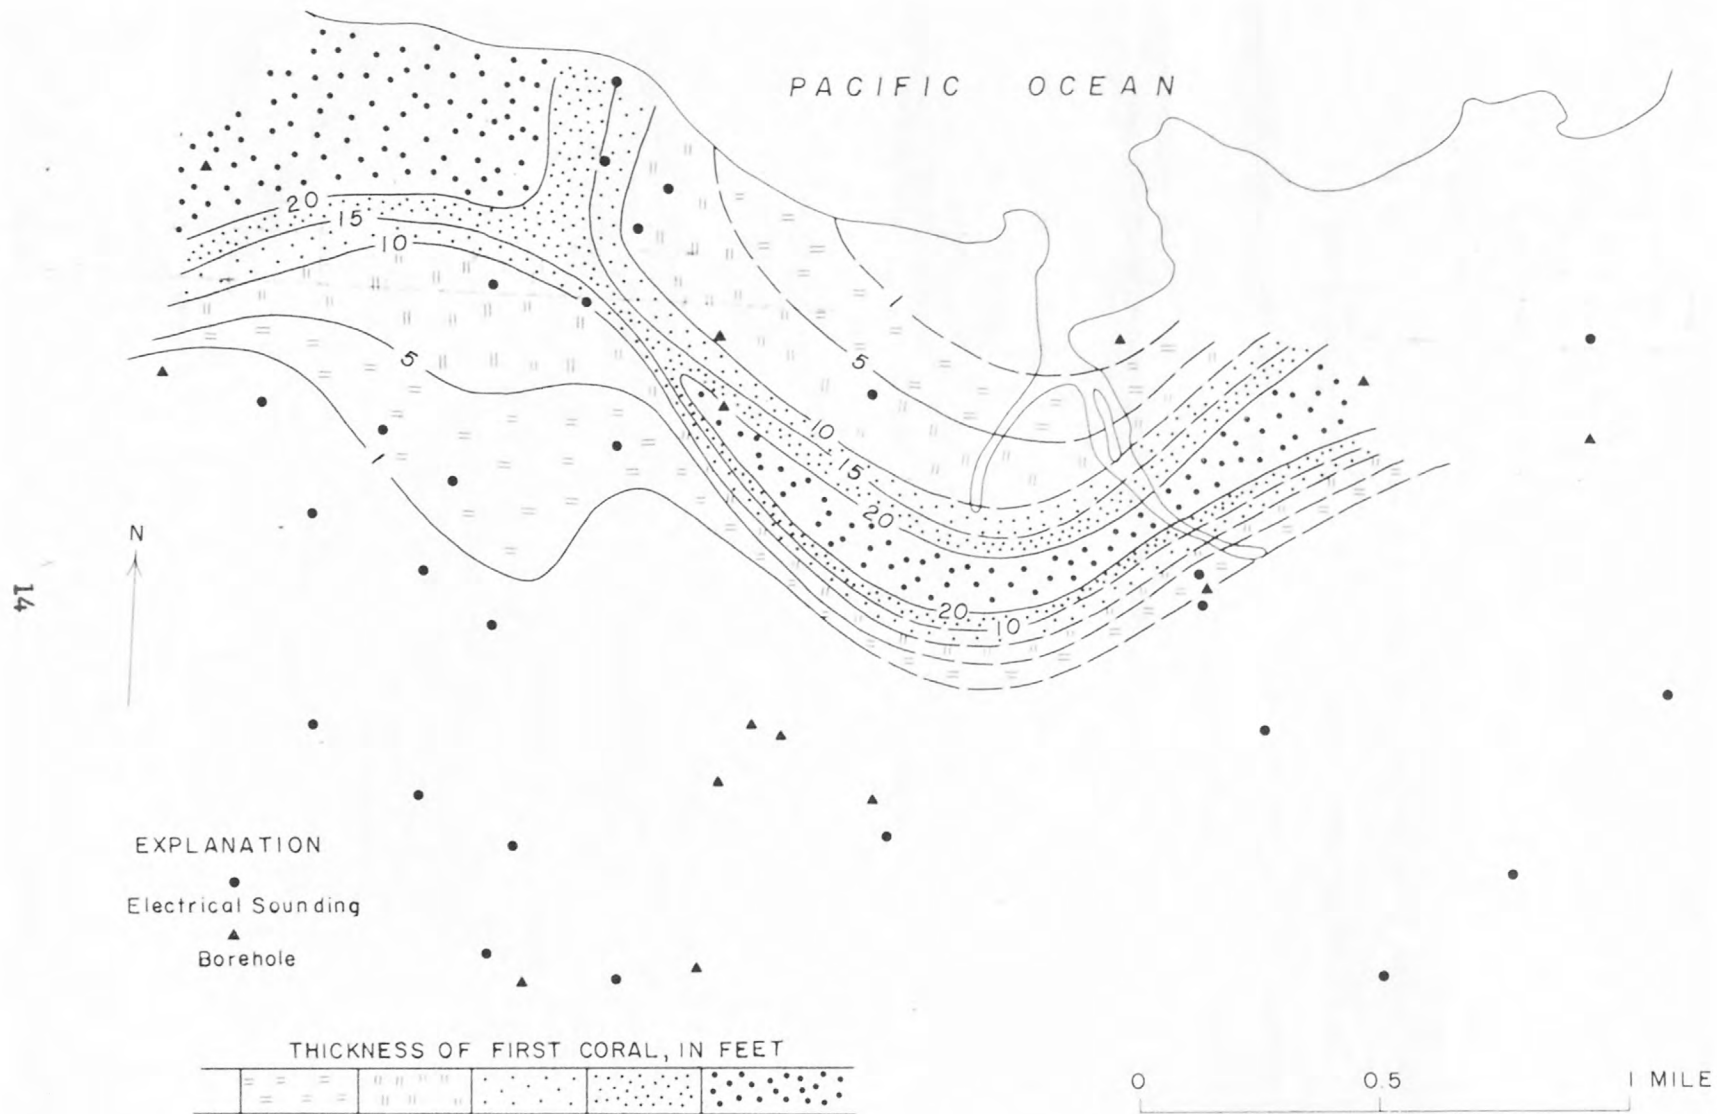 PACIFIC OCEAN
20
15
10
1
5
5
10
15
1
20
N
14
20
10
EXPLANATION
Electrical Sounding
Borehole
THICKNESS OF FIRST CORAL, IN FEET
0 0.5 1 MILE